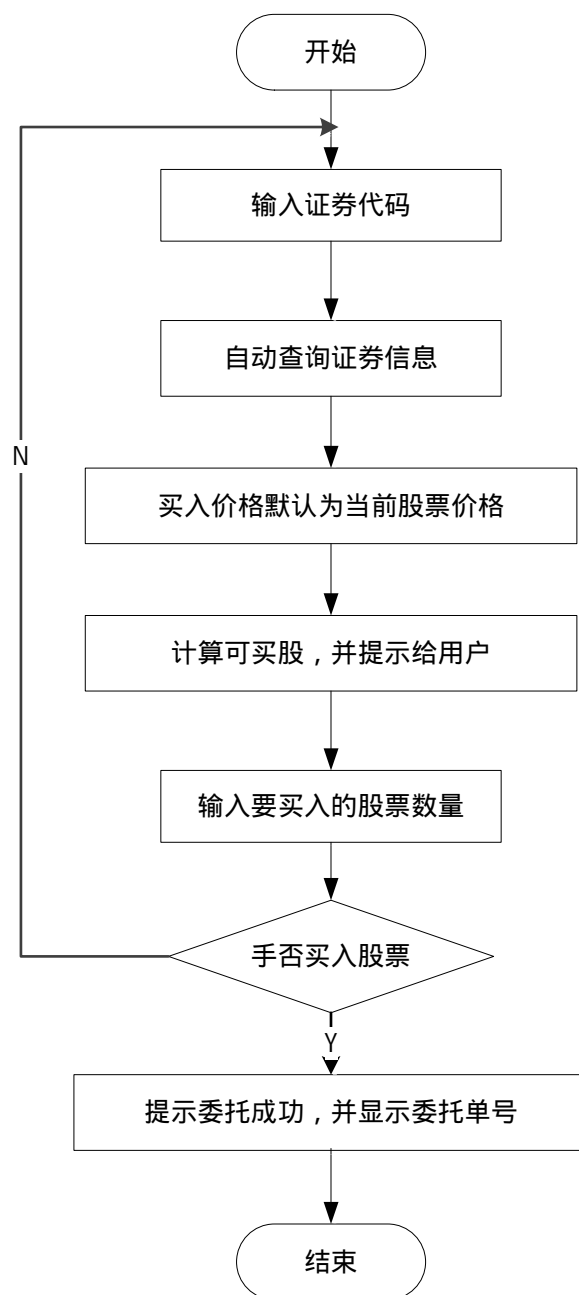 开始
输入证券代码
自动查询证券信息
N
买入价格默认为当前股票价格
计算可买股，并提示给用户
输入要买入的股票数量
手否买入股票
Y
提示委托成功，并显示委托单号
结束